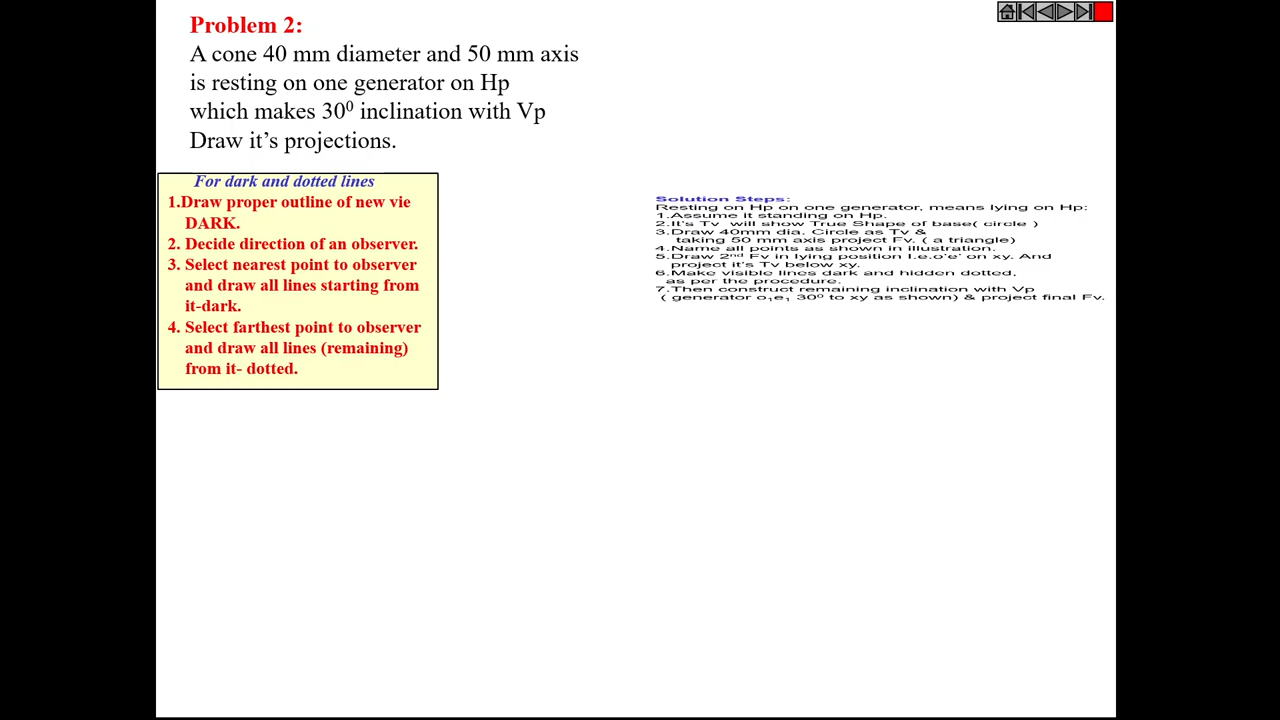 Problem 2:
A cone 40 mm diameter and 50 mm axis
is resting on one generator on Hp
which makes 30⁰ inclination with Vp
Draw it’s projections.
For dark and dotted lines
1.Draw proper outline of new vie
DARK.
2. Decide direction of an observer.
3. Select nearest point to observer
and draw all lines starting from
it-dark.
4. Select farthest point to observer
and draw all lines (remaining)
from it- dotted.
Solution Steps:
Resting on Hp on one generator, means lying on Hp:
1.Assume it standing on Hp.
2.It’s Tv will show True Shape of base( circle )
3.Draw 40mm dia. Circle as Tv &
taking 50 mm axis project Fv. ( a triangle)
4.Name all points as shown in illustration.
5.Draw 2ⁿᵈ Fv in lying position I.e.o’e’ on xy. And
project it’s Tv below xy.
6.Make visible lines dark and hidden dotted,
as per the procedure.
7.Then construct remaining inclination with Vp
( generator o₁e₁ 30⁰ to xy as shown) & project final Fv.